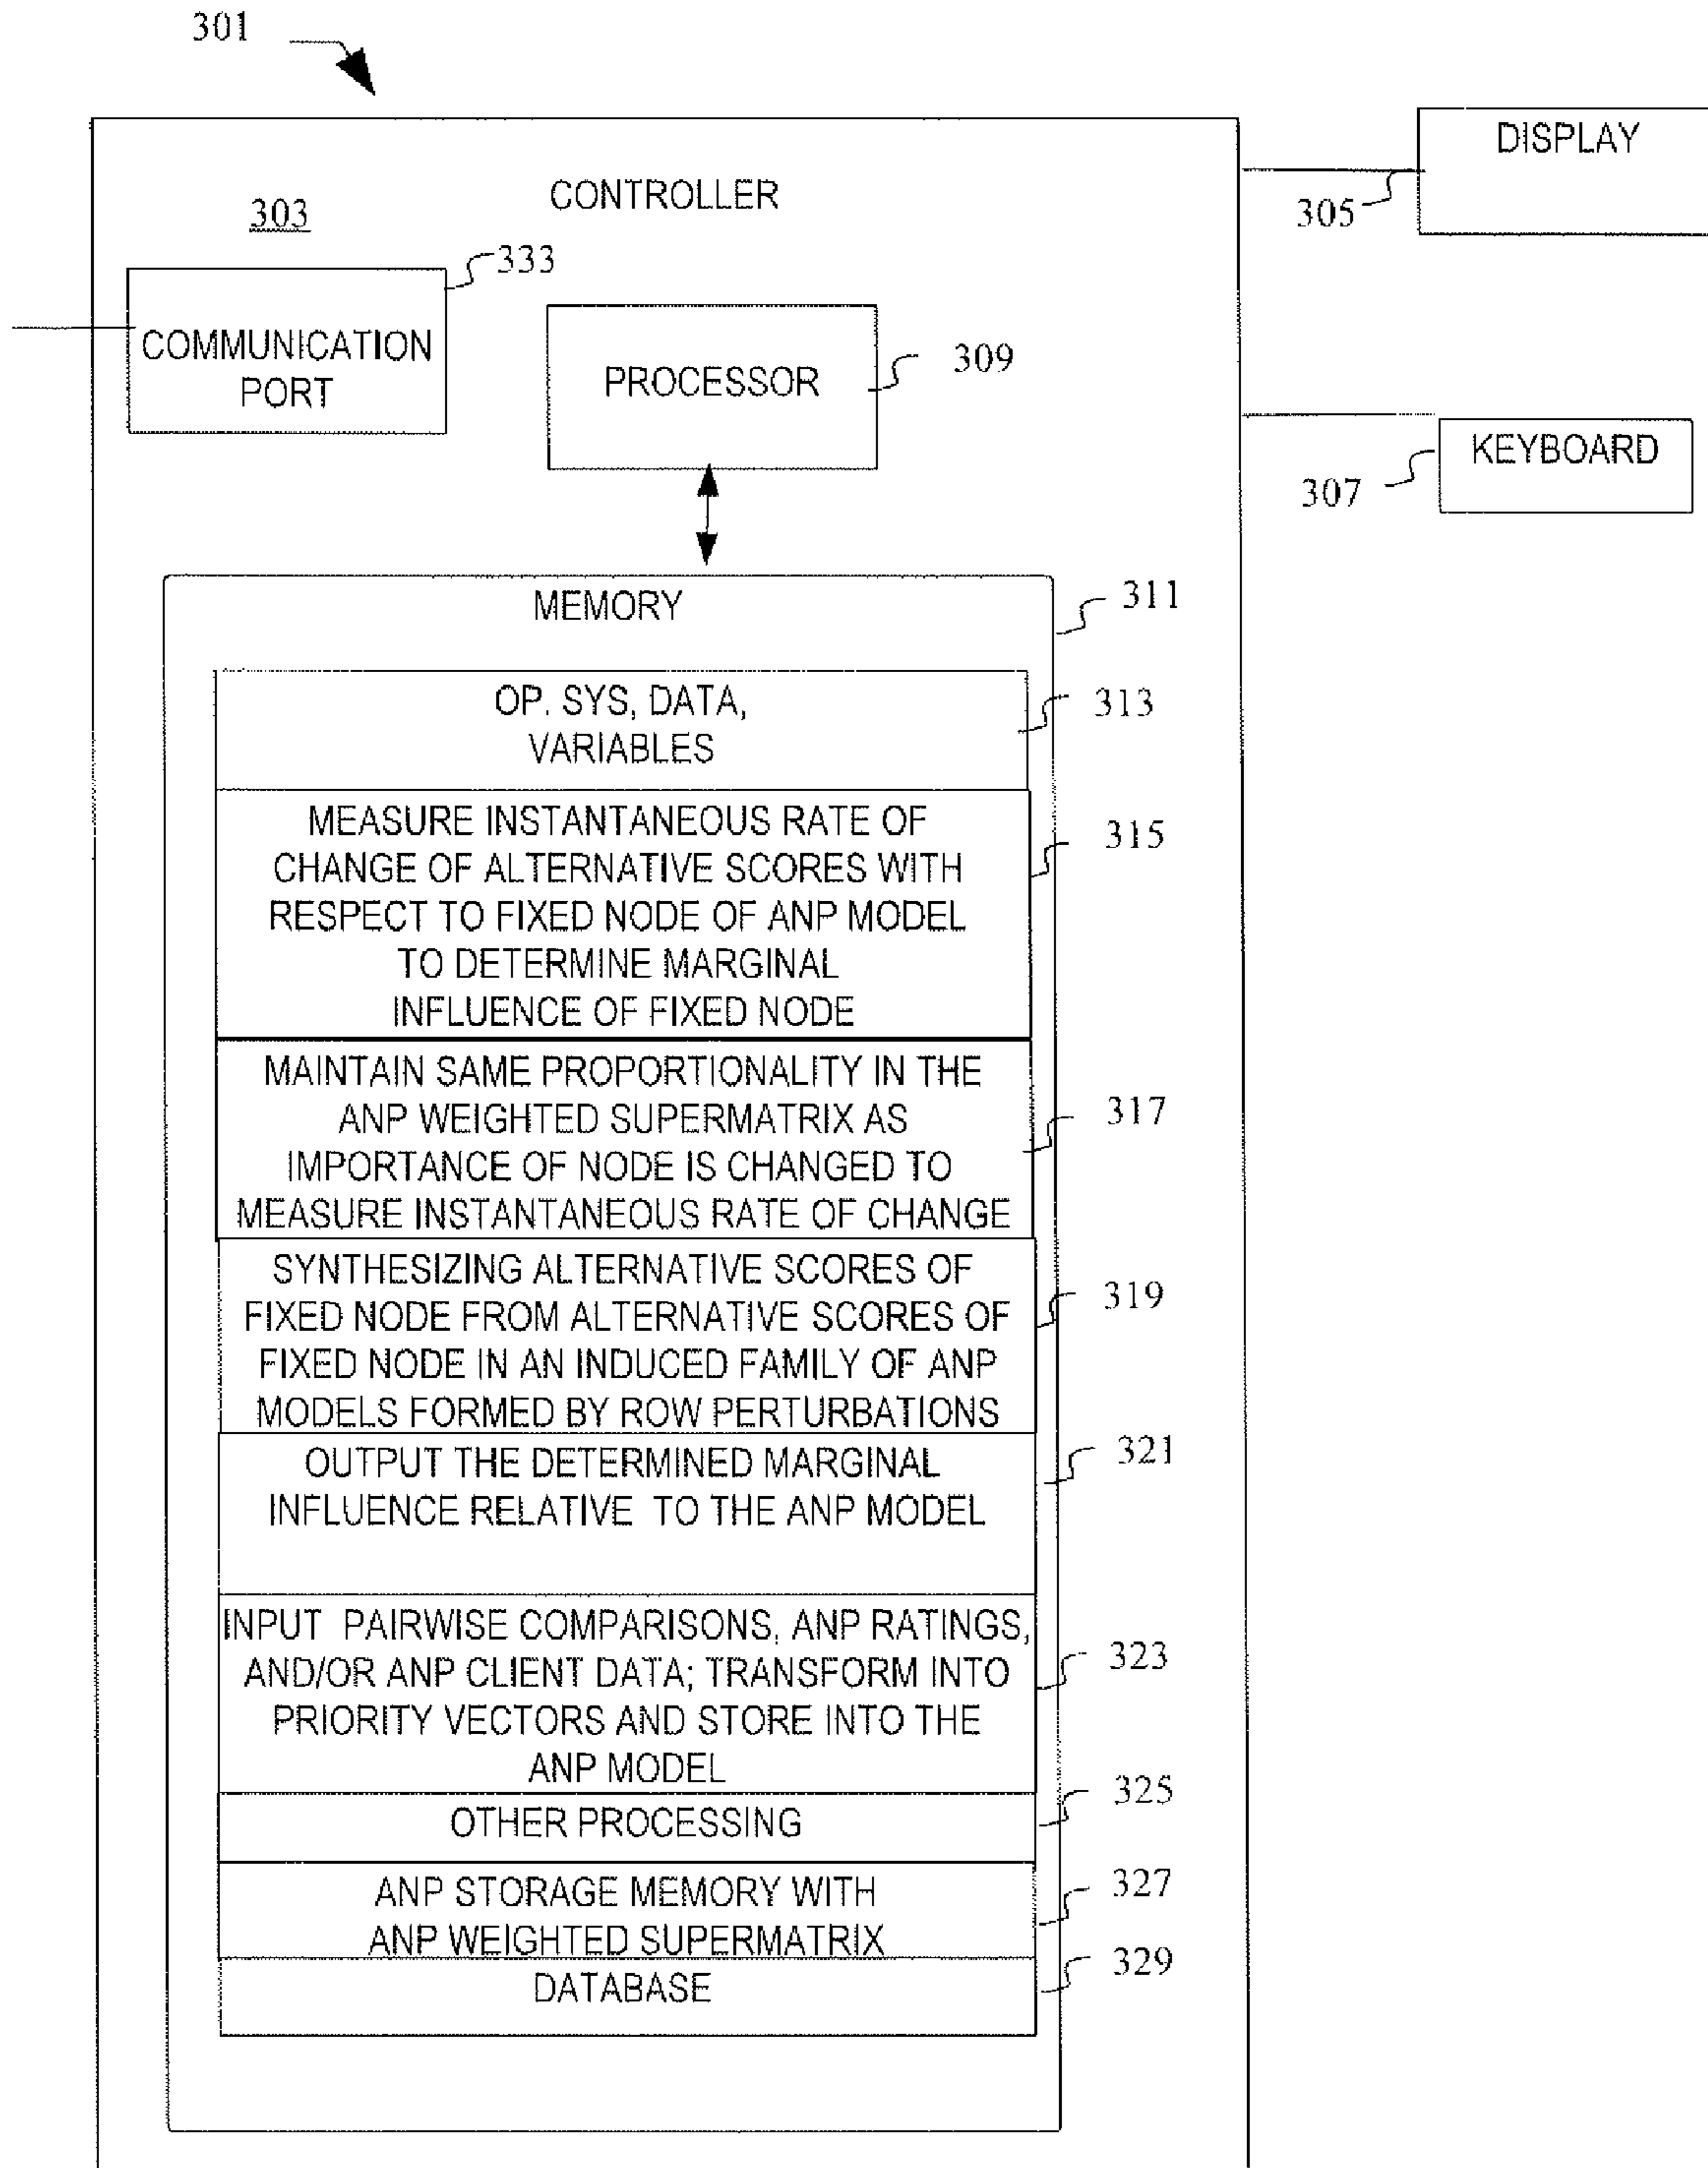 301
CONTROLLER
303
333
COMMUNICATION
PORT
PROCESSOR
309
DISPLAY
305
KEYBOARD
307
MEMORY
311
OP. SYS, DATA,
VARIABLES
313
MEASURE INSTANTANEOUS RATE OF
CHANGE OF ALTERNATIVE SCORES WITH
RESPECT TO FIXED NODE OF ANP MODEL
TO DETERMINE MARGINAL
INFLUENCE OF FIXED NODE
315
MAINTAIN SAME PROPORTIONALITY IN THE
ANP WEIGHTED SUPERMATRIX AS
IMPORTANCE OF NODE IS CHANGED TO
MEASURE INSTANTANEOUS RATE OF CHANGE
317
SYNTHESIZING ALTERNATIVE SCORES OF
FIXED NODE FROM ALTERNATIVE SCORES OF
FIXED NODE IN AN INDUCED FAMILY OF ANP
MODELS FORMED BY ROW PERTURBATIONS
319
OUTPUT THE DETERMINED MARGINAL
INFLUENCE RELATIVE TO THE ANP MODEL
321
INPUT PAIRWISE COMPARISONS, ANP RATINGS,
AND/OR ANP CLIENT DATA; TRANSFORM INTO
PRIORITY VECTORS AND STORE INTO THE
ANP MODEL
323
OTHER PROCESSING
325
ANP STORAGE MEMORY WITH
ANP WEIGHTED SUPERMATRIX
327
DATABASE
329